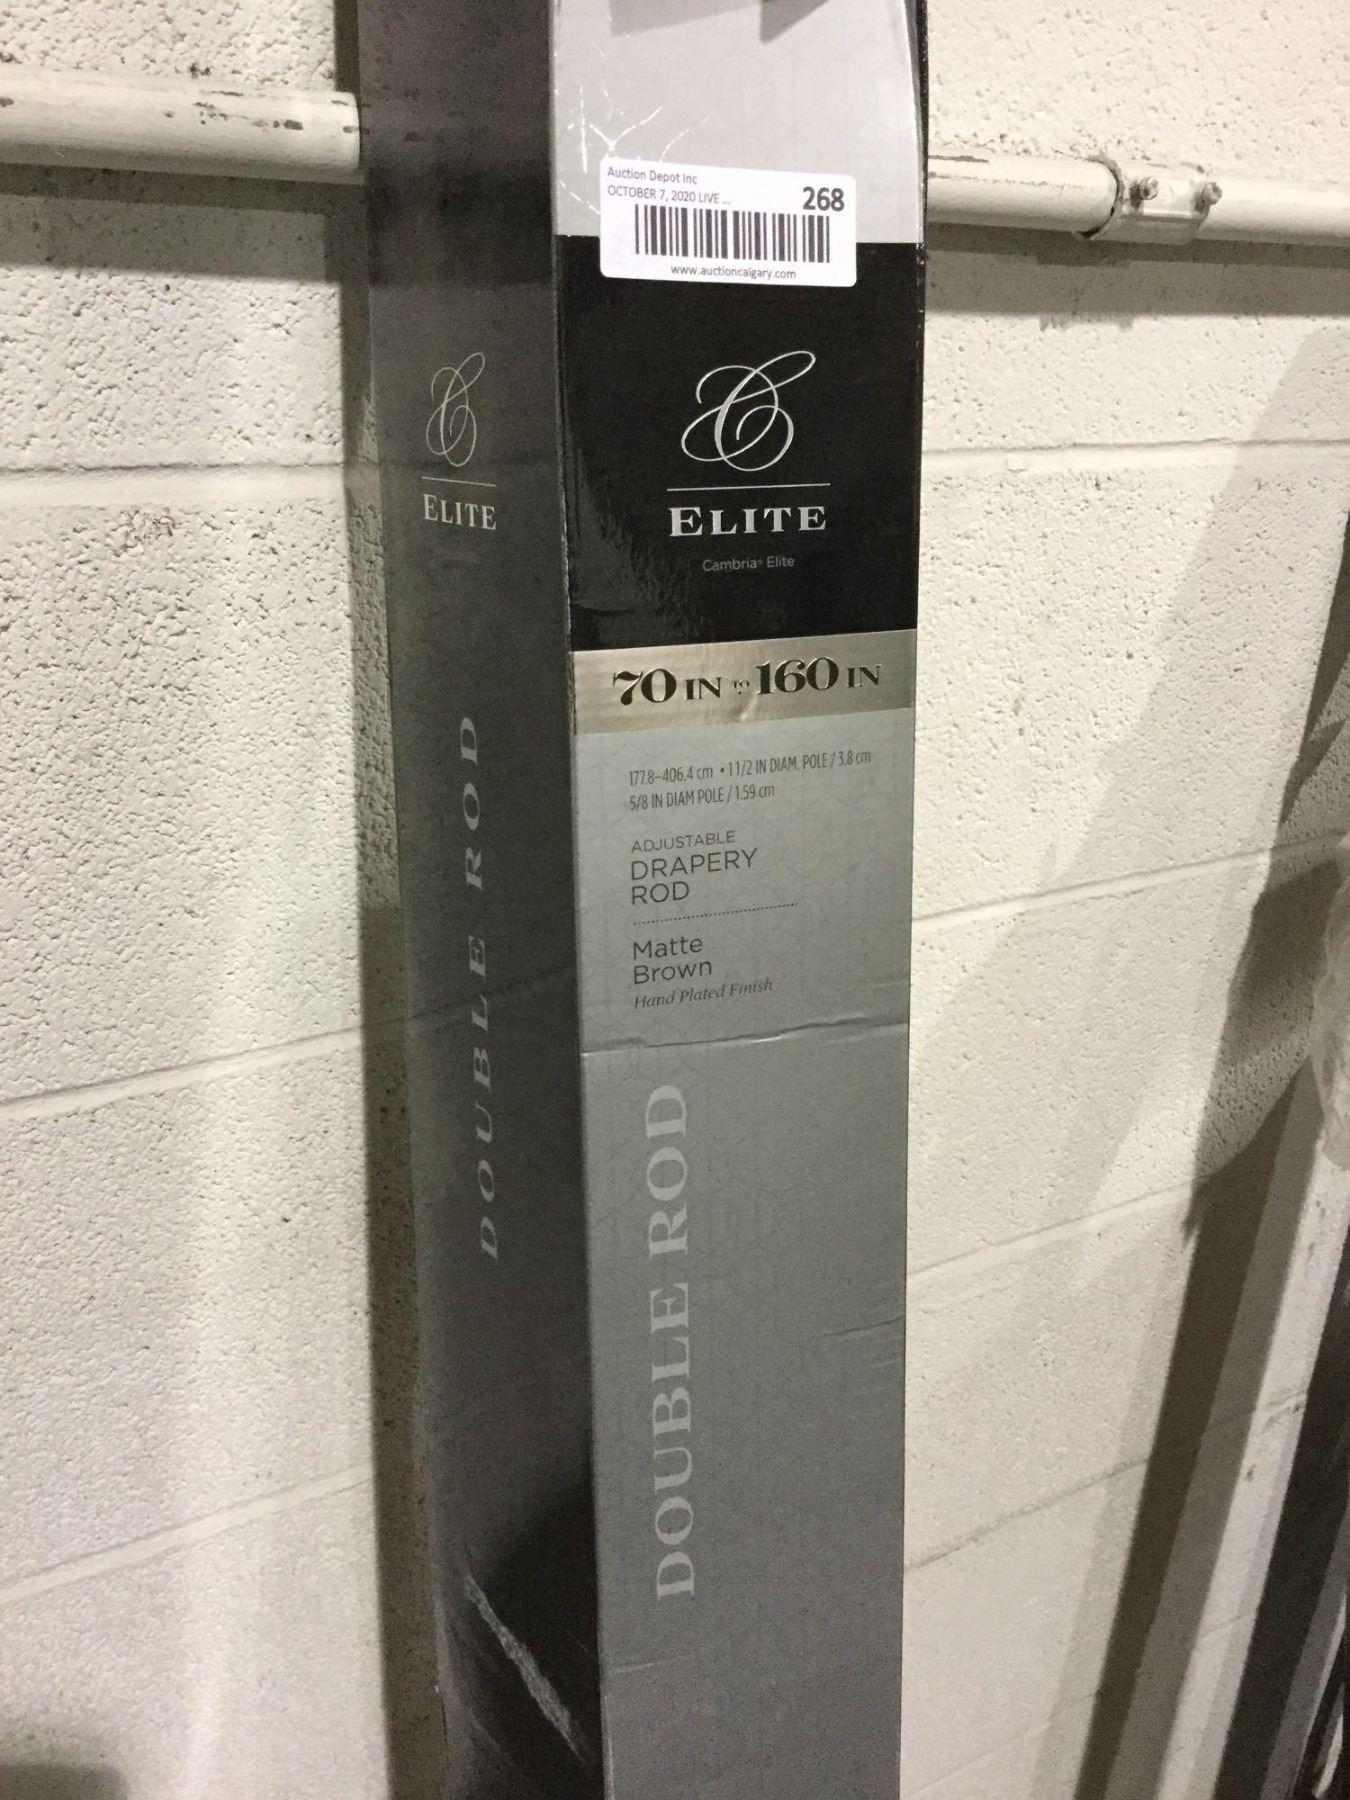 Auction Depot Inc
OCTOBER 7, 2020 LIVE ...
268
www.auctioncalgary.com
ELITE
ELITE
Cambria® Elite
70 IN TO 160 IN
177.8–406.4 cm • 1 1/2 IN DIAM. POLE / 3.8 cm
5/8 IN DIAM POLE / 1.59 cm
ADJUSTABLE
DRAPERY
ROD
Matte
Brown
Hand Plated Finish
DOUBLE ROD
DOUBLE ROD